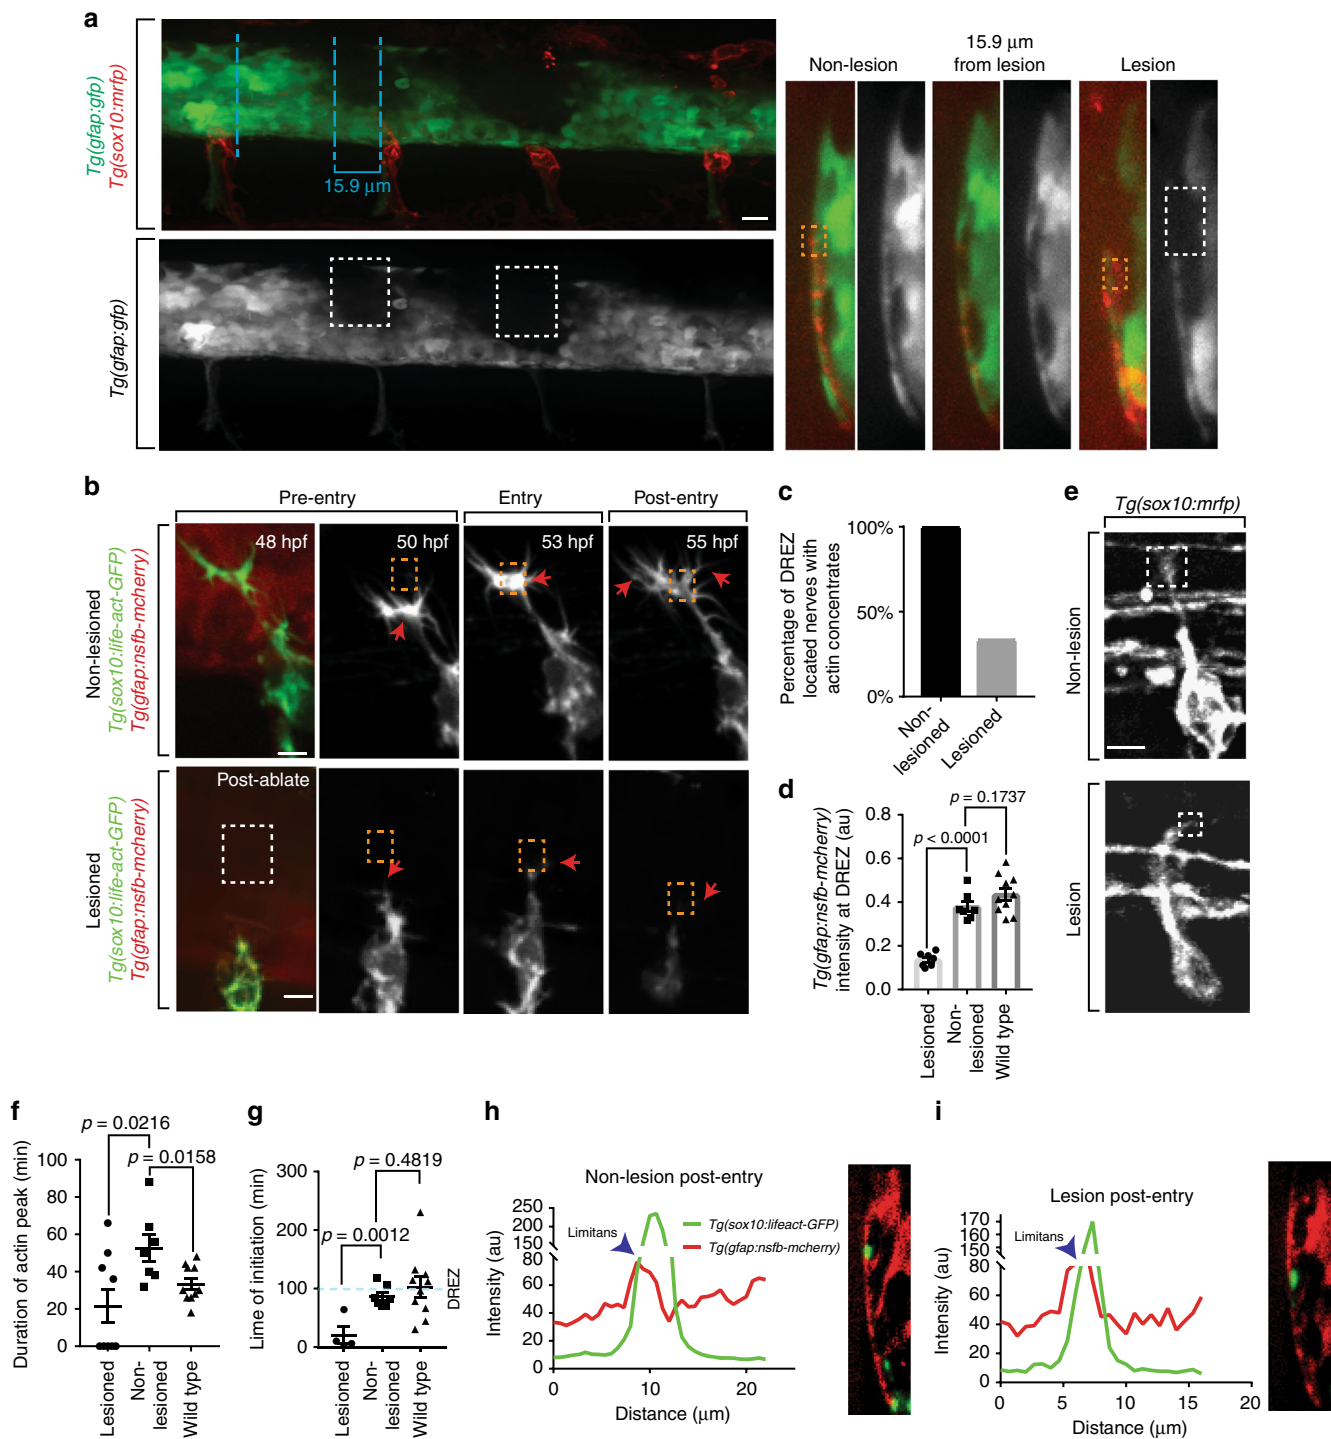 a
Tg(gfap:gfp)
Tg(sox10:mrfp)
15.9 μm
Tg(gfap:gfp)
Non-lesion
15.9 μm
from lesion
Lesion
b
Pre-entry
Entry
Post-entry
Non-lesioned
Tg(sox10:life-act-GFP)
Tg(gfap:nsfb-mcherry)
48 hpf
50 hpf
53 hpf
55 hpf
Lesioned
Tg(sox10:life-act-GFP)
Tg(gfap:nsfb-mcherry)
Post-ablate
c
Percentage of DREZ
located nerves with
actin concentrates
100%
50%
0%
Non-
lesioned
Lesioned
d
Tg(gfap:nsfb-mcherry)
intensity at DREZ (au)
p = 0.1737
p < 0.0001
0.8
0.6
0.4
0.2
0.0
Lesioned
Non-
lesioned
Wild type
e
Tg(sox10:mrfp)
Non-lesion
Lesion
f
p = 0.0216
p = 0.0158
Duration of actin peak (min)
100
80
60
40
20
0
Lesioned
Non-
lesioned
Wild type
g
p = 0.4819
p = 0.0012
Lime of initiation (min)
300
200
100
0
DREZ
Lesioned
Non-
lesioned
Wild type
h
Non-lesion post-entry
Limitans
Tg(sox10:lifeact-GFP)
Tg(gfap:nsfb-mcherry)
Intensity (au)
250
200
150
80
60
40
20
0
0
10
20
Distance (μm)
i
Lesion post-entry
Limitans
Intensity (au)
170
160
150
80
60
40
20
0
0
5
10
15
20
Distance (μm)